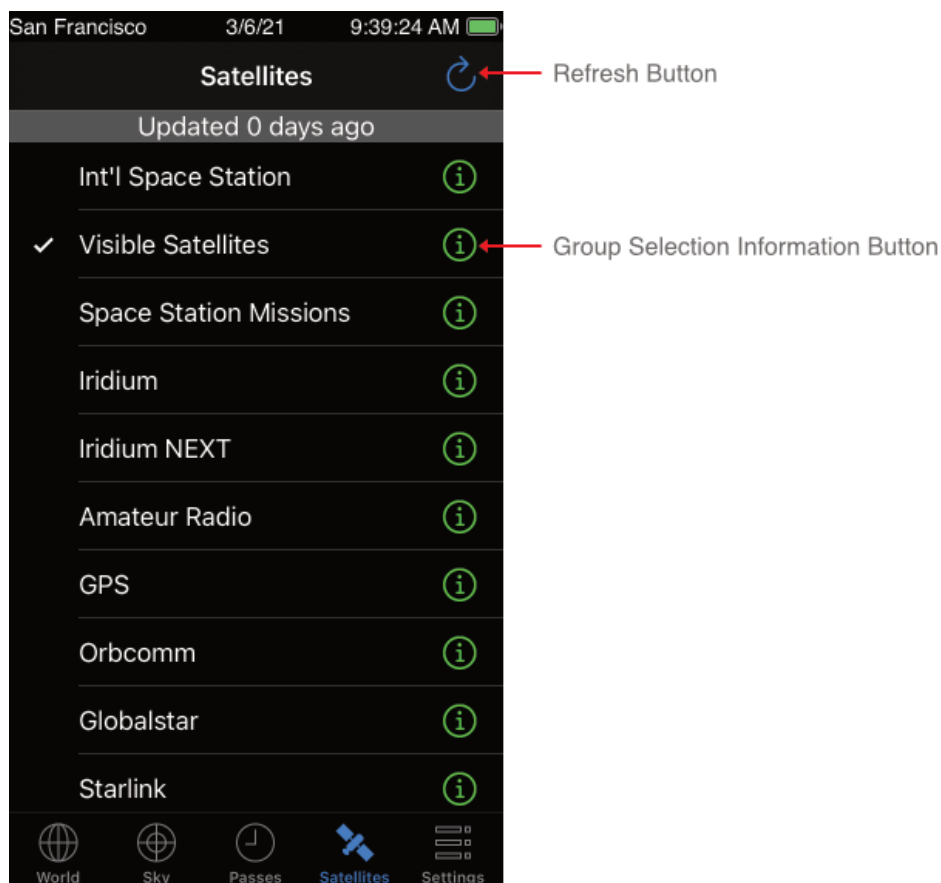 San Francisco 3/6/21 9:39:24 AM
Satellites
Refresh Button
Updated 0 days ago
Int'l Space Station
Visible Satellites
Group Selection Information Button
Space Station Missions
Iridium
Iridium NEXT
Amateur Radio
GPS
Orbcomm
Globalstar
Starlink
World Sky Passes Satellites Settings